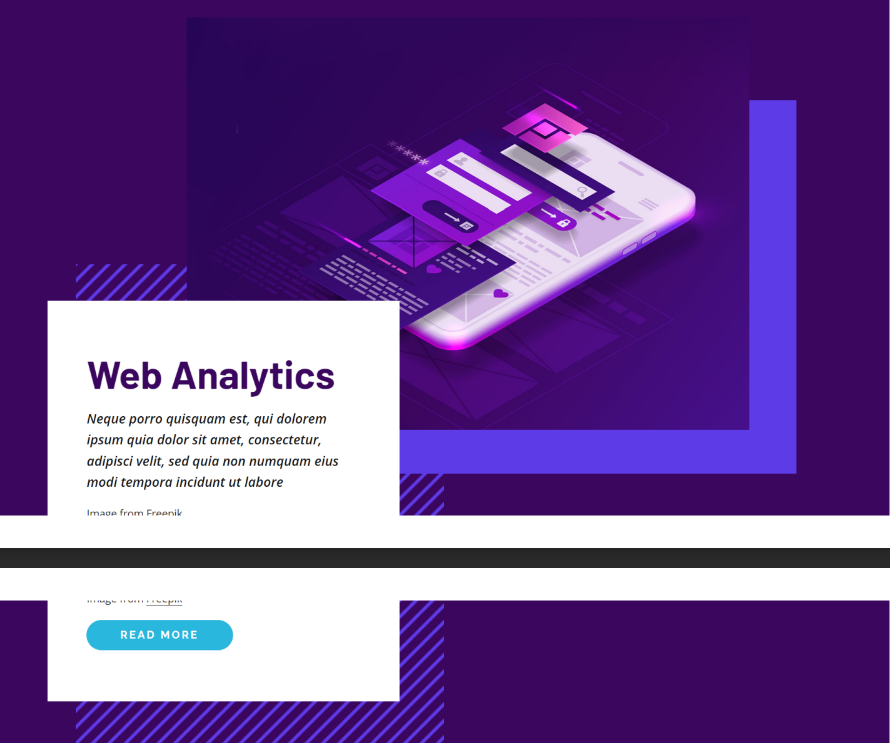 *****
Web Analytics
Neque porro quisquam est, qui dolorem
ipsum quia dolor sit amet, consectetur,
adipisci velit, sed quia non numquam eius
modi tempora incidunt ut labore
Image from Freepik
Image from Freepik
READ MORE